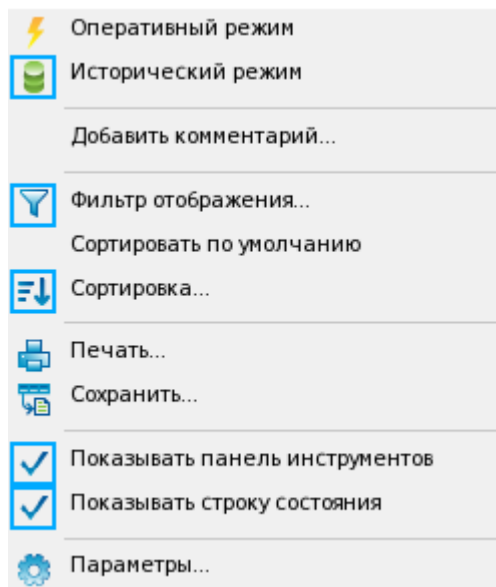 Оперативный режим
Исторический режим
Добавить комментарий...
Фильтр отображения...
Сортировать по умолчанию
Сортировка...
Печать...
Сохранить...
Показывать панель инструментов
Показывать строку состояния
Параметры...